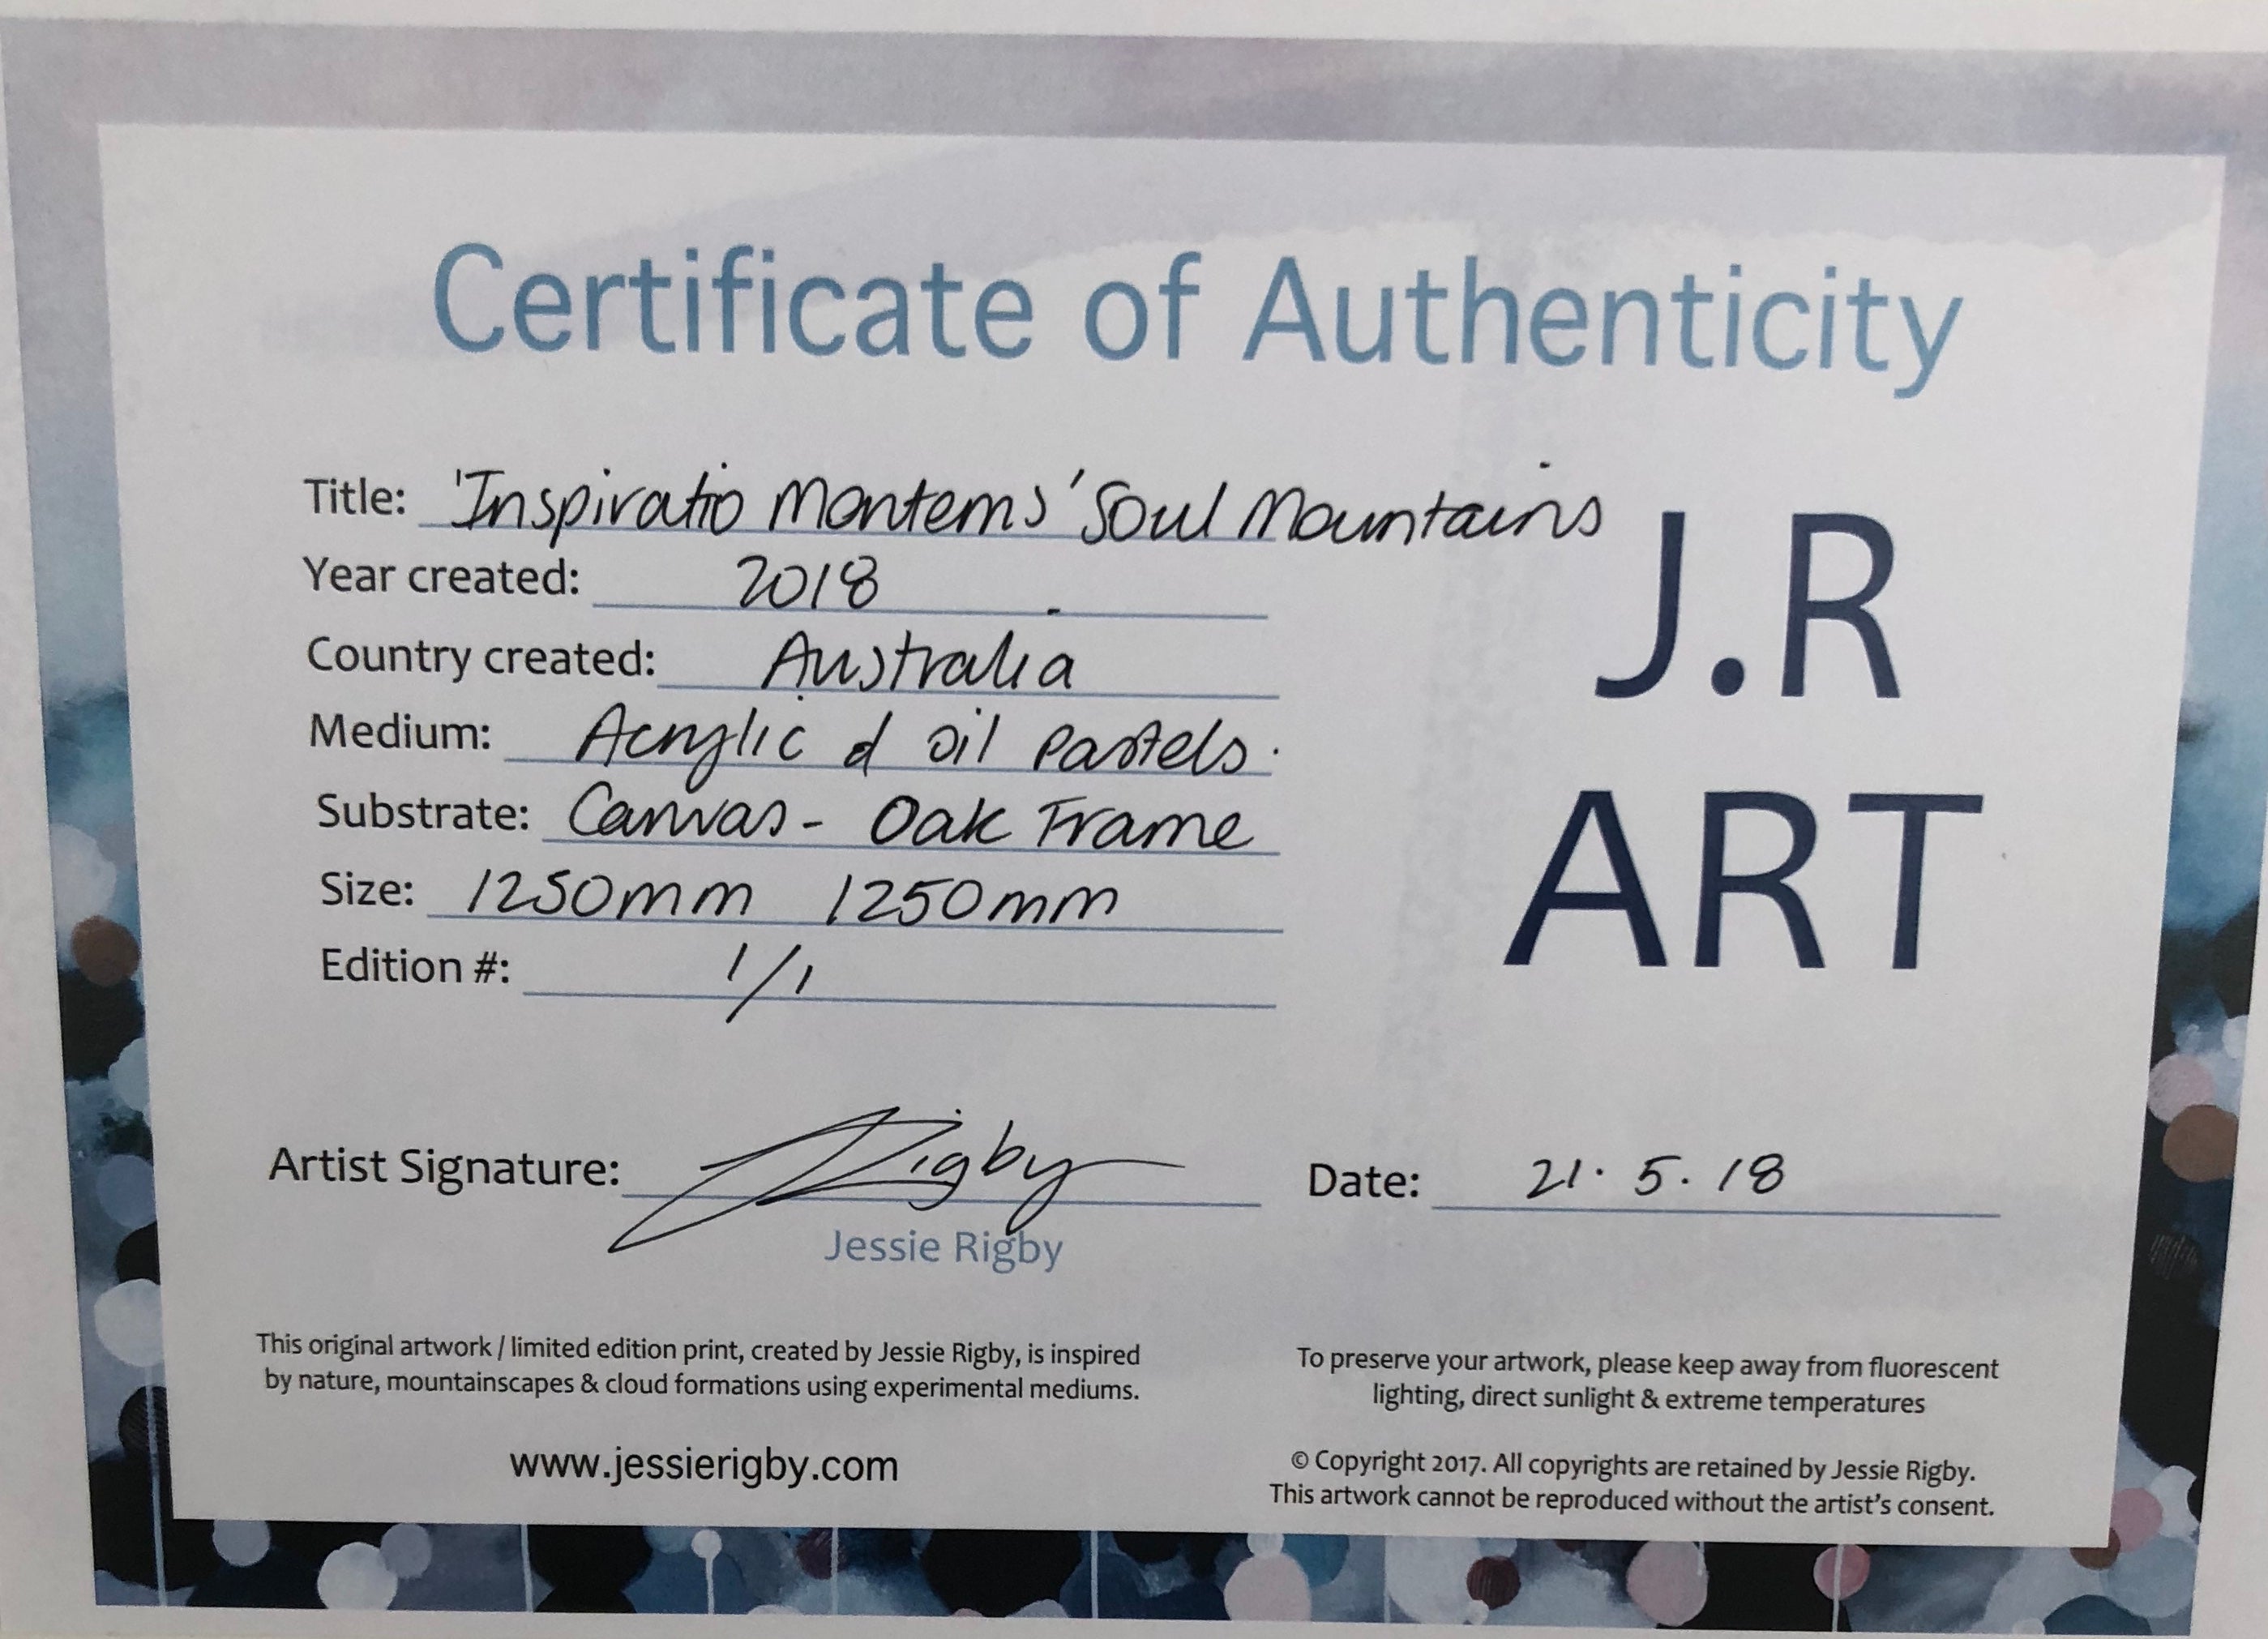 Certificate of Authenticity
Title: 'Inspiratio Montems' Soul Mountains
Year created: 2018
Country created: Australia
Medium: Acrylic & oil pastels.
Substrate: Canvas - Oak Frame
Size: 1250mm 1250mm
Edition #: 1/1
J.R
ART
Artist Signature: JRigby
Jessie Rigby
Date: 21.5.18
This original artwork / limited edition print, created by Jessie Rigby, is inspired
by nature, mountainscapes & cloud formations using experimental mediums.
www.jessierigby.com
To preserve your artwork, please keep away from fluorescent
lighting, direct sunlight & extreme temperatures
© Copyright 2017. All copyrights are retained by Jessie Rigby.
This artwork cannot be reproduced without the artist's consent.